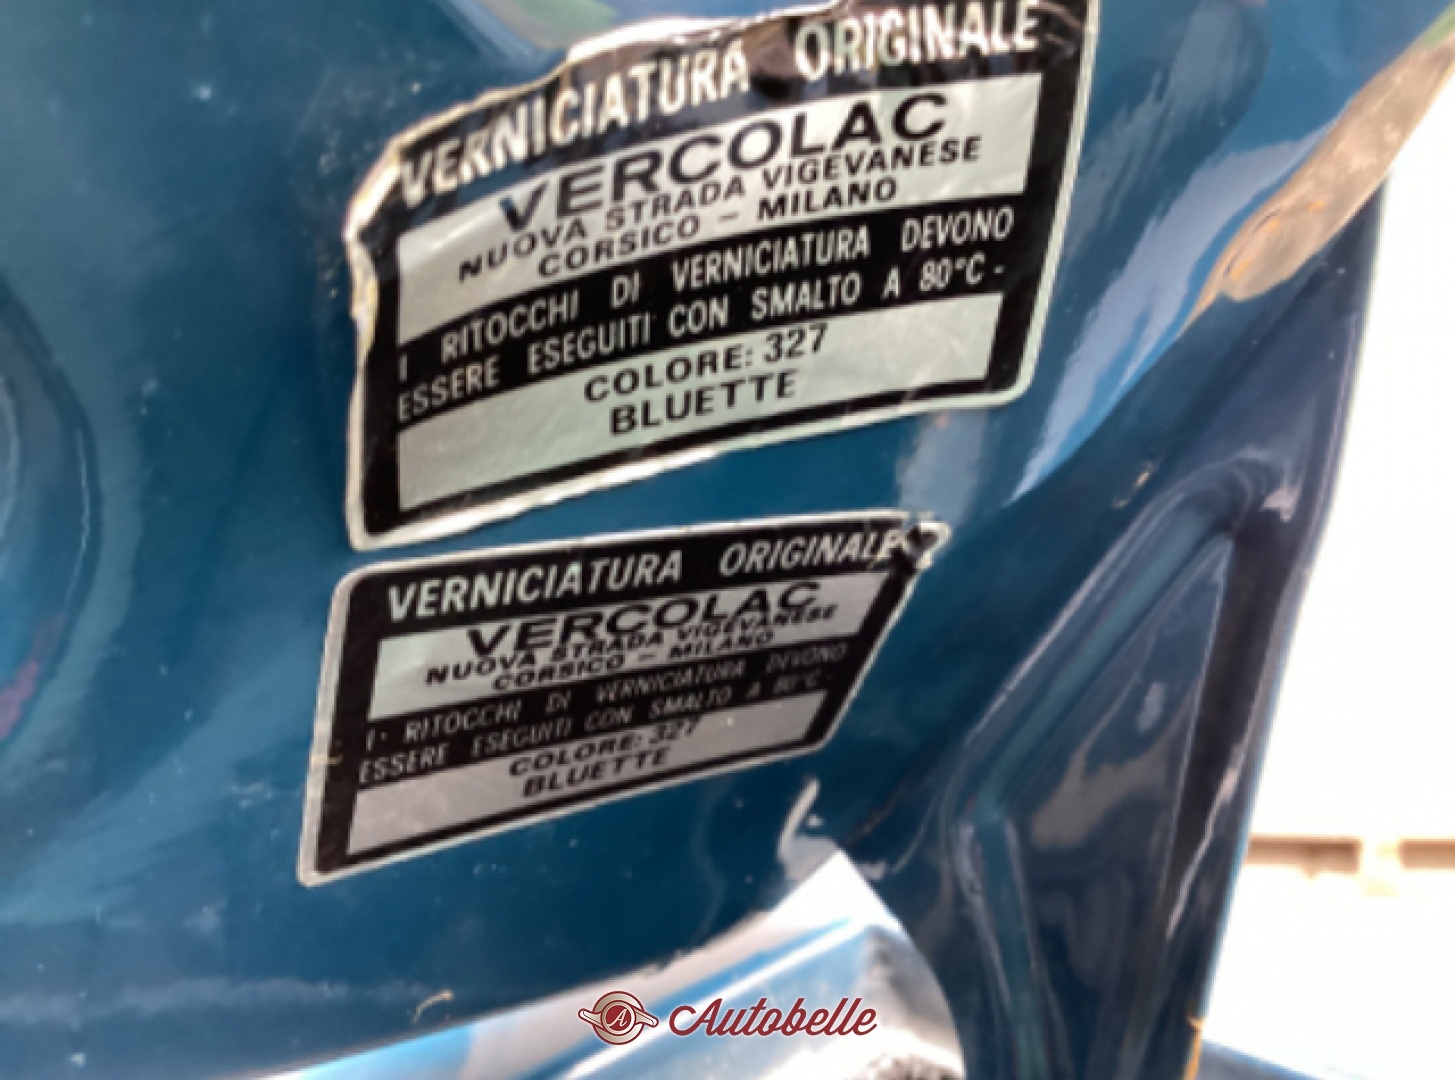 VERNICIATURA ORIGINALE
VERCOLAC
NUOVA STRADA VIGEVANESE
CORSICO - MILANO
I RITOCCHI DI VERNICIATURA DEVONO
ESSERE ESEGUITI CON SMALTO A 80°C -
COLORE: 327
BLUETTE
VERNICIATURA ORIGINALE
VERCOLAC
NUOVA STRADA VIGEVANESE
CORSICO - MILANO
I RITOCCHI DI VERNICIATURA DEVONO
ESSERE ESEGUITI CON SMALTO A 80°C -
COLORE: 327
BLUETTE
A Autobelle